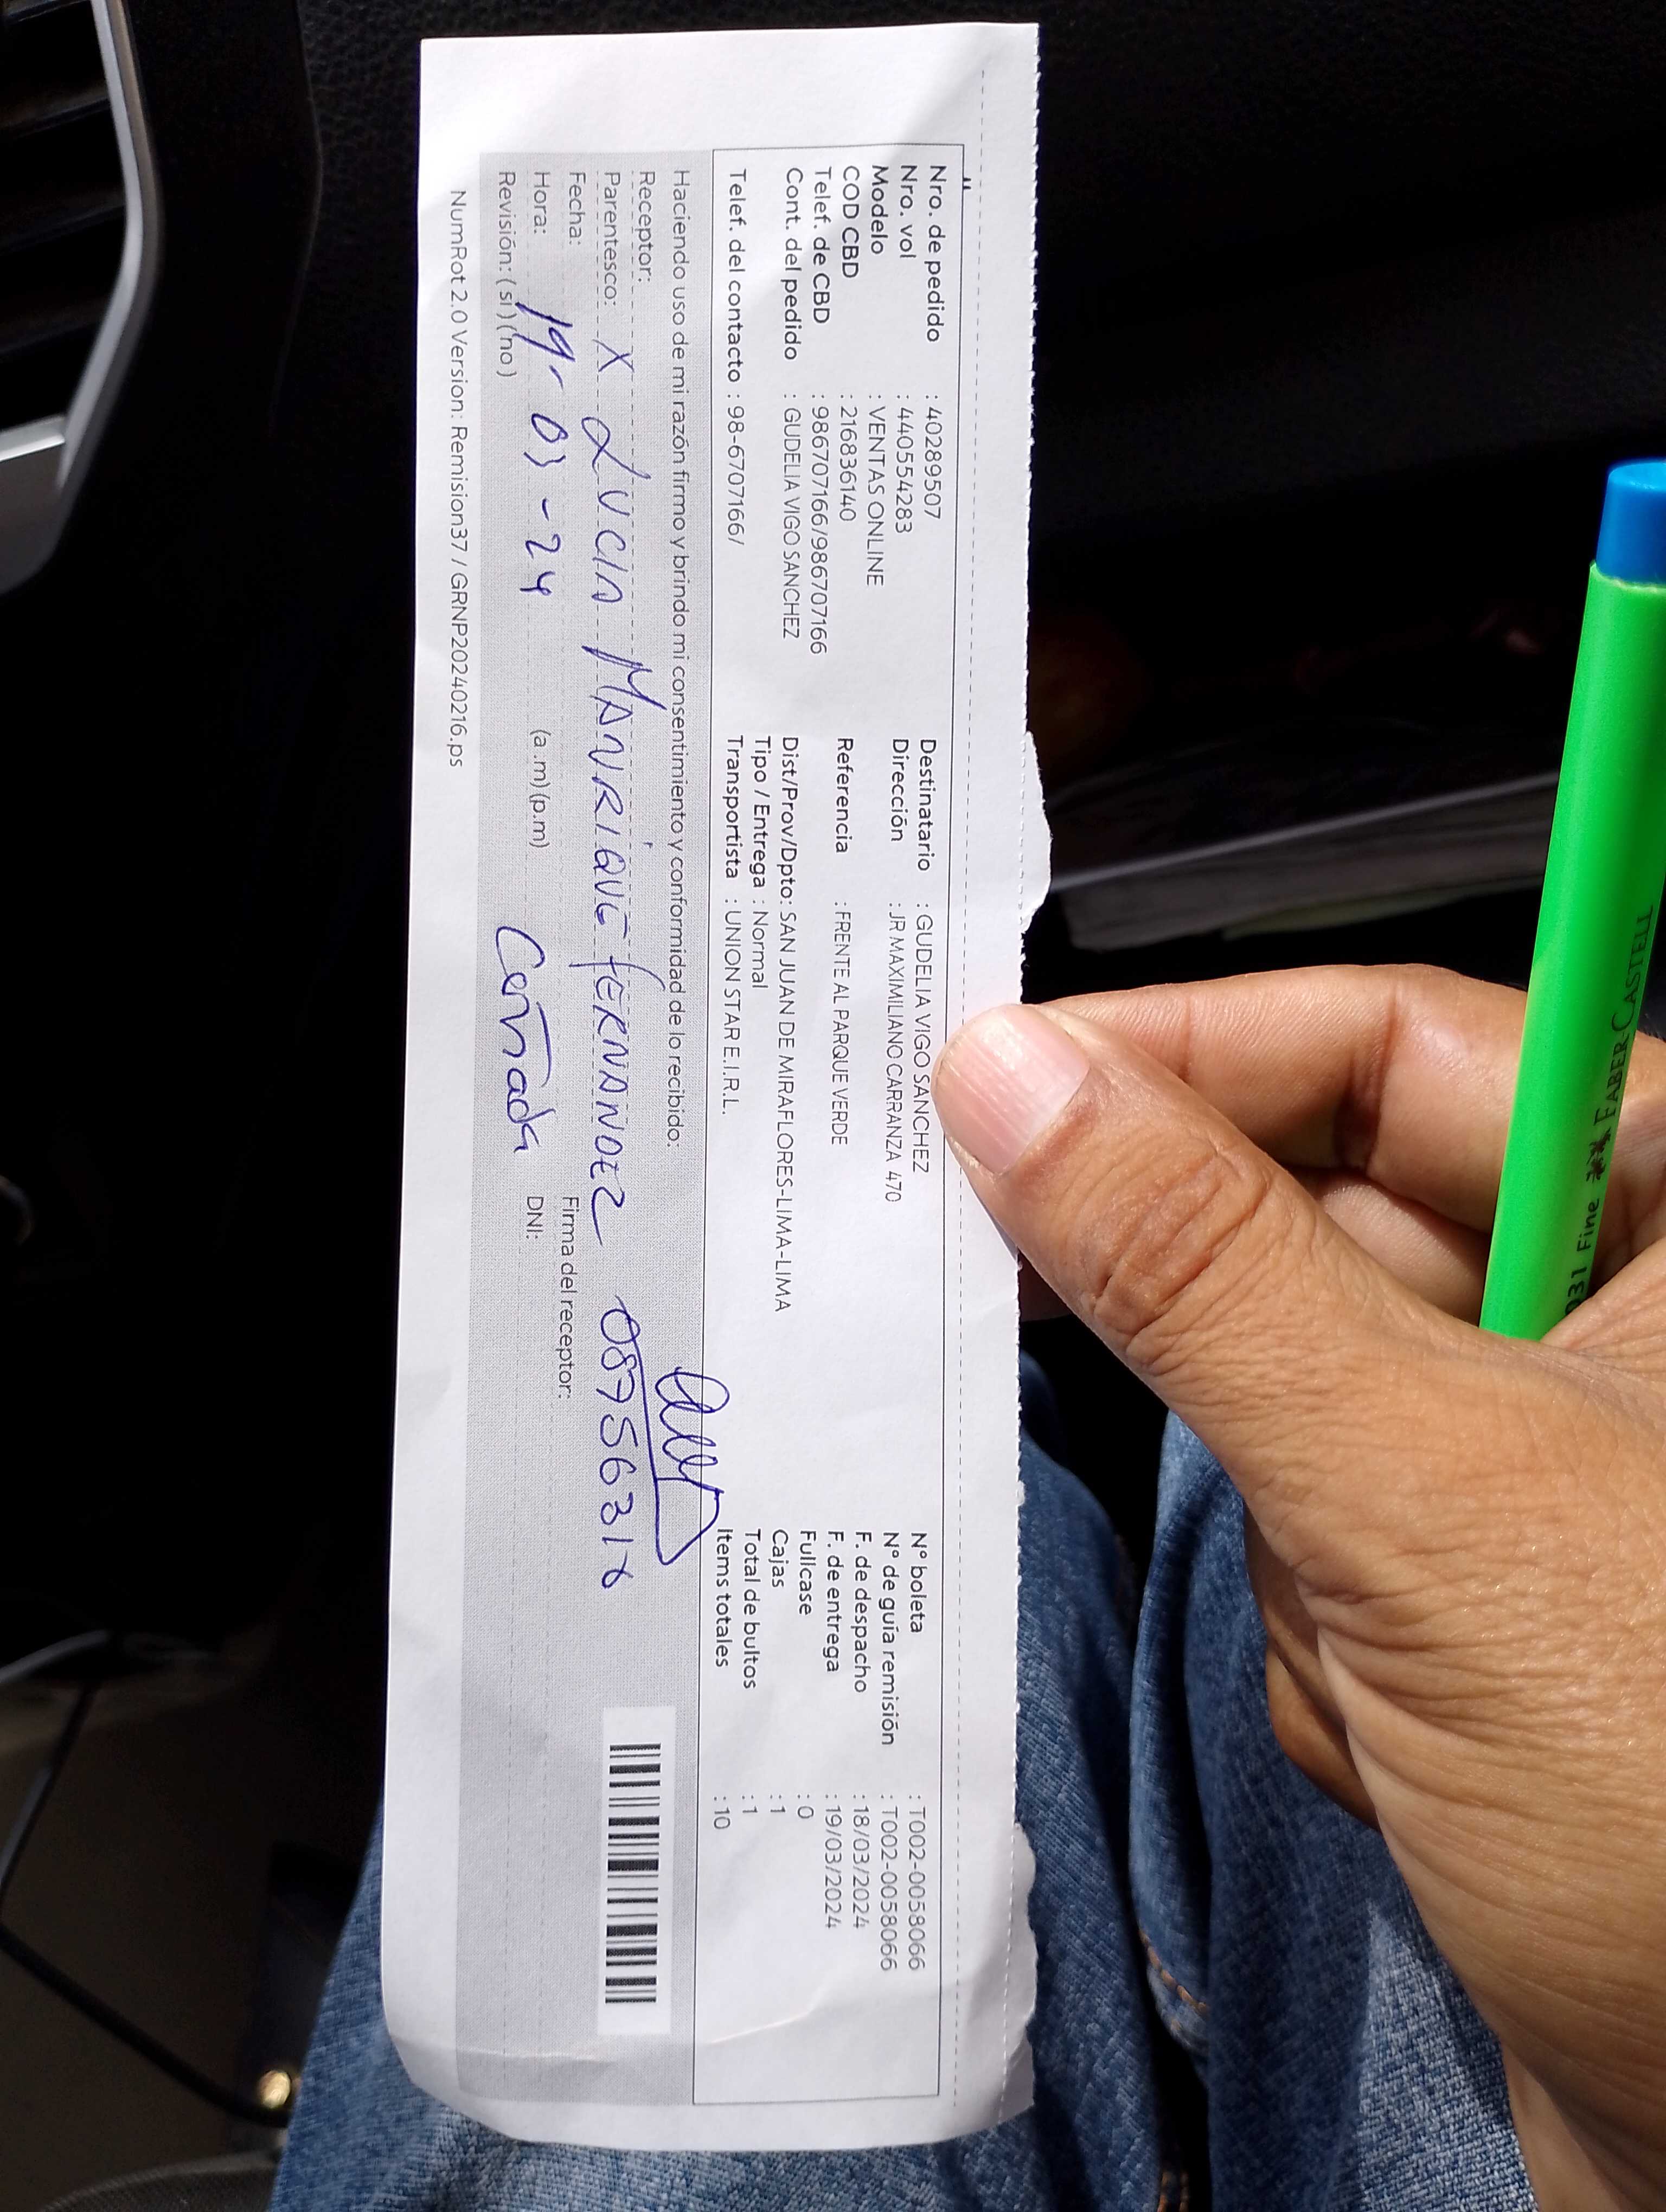 Nro. de pedido : 40289507
Nro. vol : 440554283
Modelo : VENTAS ONLINE
COD CBD : 216836140
Telef. de CBD : 986707166/986707166
Cont. del pedido : GUDELIA VIGO SANCHEZ
Telef. del contacto : 98-6707166/
Destinatario : GUDELIA VIGO SANCHEZ
Dirección : JR MAXIMILIANO CARRANZA 470
Referencia : FRENTE AL PARQUE VERDE
Dist/Prov/Dpto: SAN JUAN DE MIRAFLORES-LIMA-LIMA
Tipo / Entrega : Normal
Transportista : UNION STAR E.I.R.L.
N° boleta : T002-0058066
N° de guía remisión : T002-0058066
F. de despacho : 18/03/2024
F. de entrega : 19/03/2024
Fullcase : 0
Cajas : 1
Total de bultos : 1
Items totales : 10
Haciendo uso de mi razón firmo y brindo mi consentimiento y conformidad de lo recibido:
Receptor:
Parentesco: X LUCIA MANRIQUE FERNANDEZ
Fecha:
Firma del receptor:
Hora: 19-03-24 (a.m)(p.m)
DNI:
Revisión: (sI) (no)
NumRot 2.0 Version: Remision37 / GRNP20240216.ps
FABER-CASTELL
Fine 031